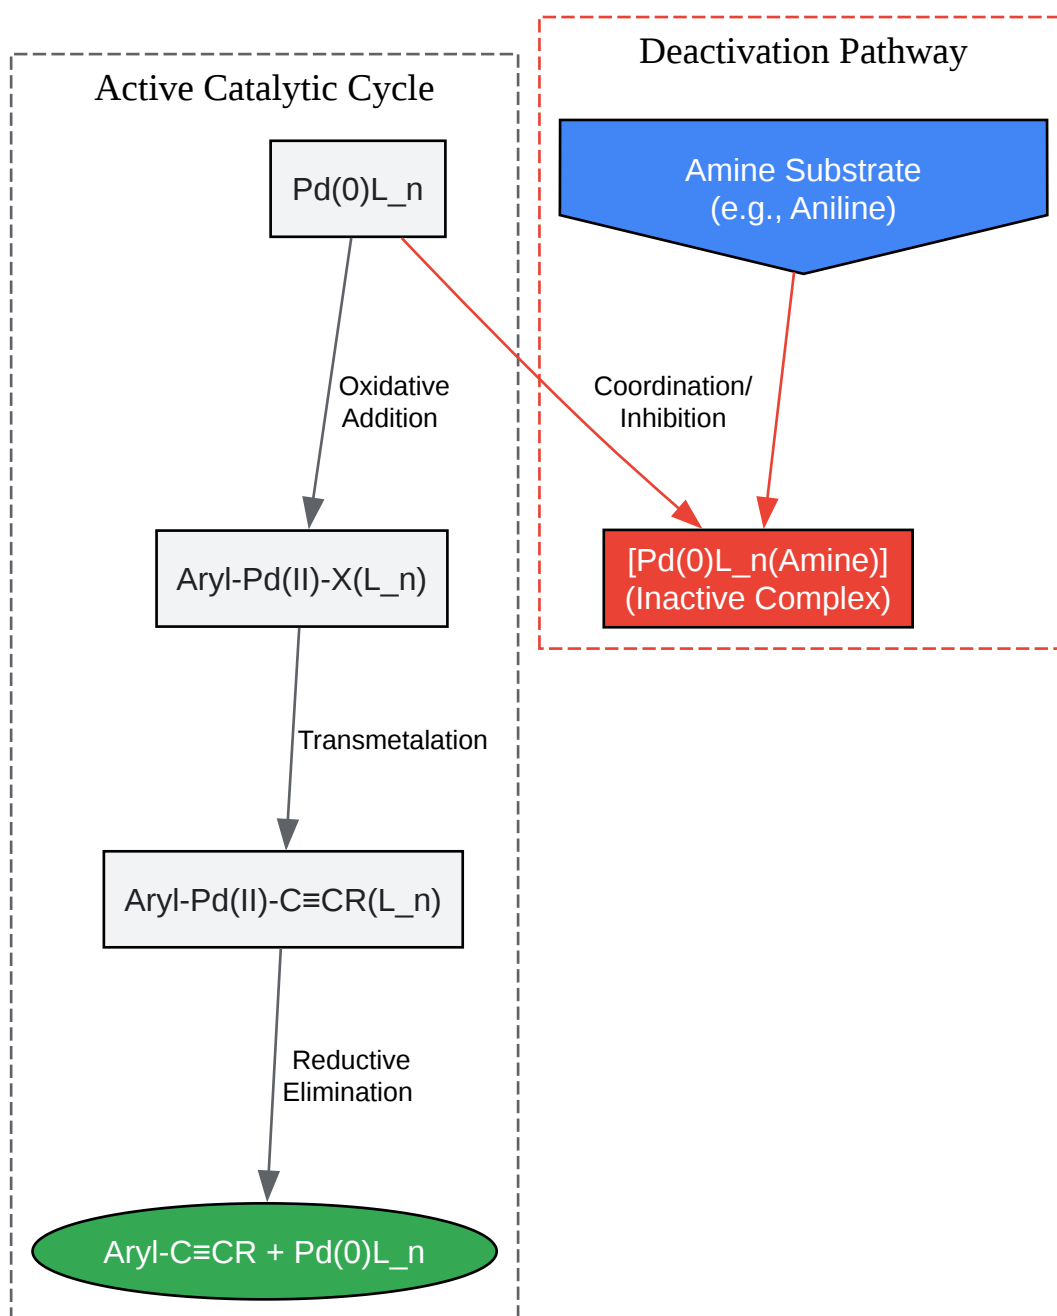 Active Catalytic Cycle
Pd(0)L_n
Oxidative
Addition
Aryl-Pd(II)-X(L_n)
Transmetalation
Aryl-Pd(II)-C≡CR(L_n)
Reductive
Elimination
Aryl-C≡CR + Pd(0)L_n
Deactivation Pathway
Amine Substrate
(e.g., Aniline)
Coordination/
Inhibition
[Pd(0)L_n(Amine)]
(Inactive Complex)